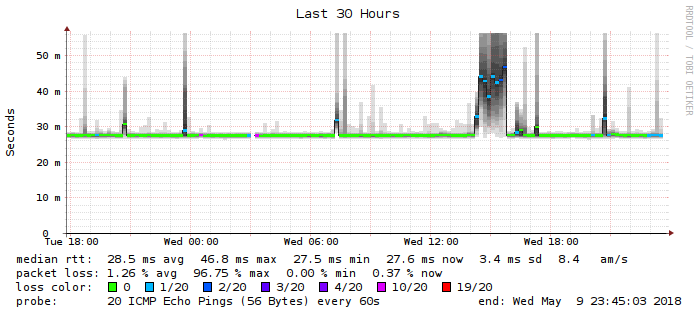 Last 30 Hours
RRDTOOL / TOBI OETIKER
Seconds
50 m
40 m
30 m
20 m
10 m
0
Tue 18:00 Wed 00:00 Wed 06:00 Wed 12:00 Wed 18:00
median rtt: 28.5 ms avg 46.8 ms max 27.5 ms min 27.6 ms now 3.4 ms sd 8.4 am/s
packet loss: 1.26 % avg 96.75 % max 0.00 % min 0.37 % now
loss color: 0 1/20 2/20 3/20 4/20 10/20 19/20
probe: 20 ICMP Echo Pings (56 Bytes) every 60s end: Wed May 9 23:45:03 2018